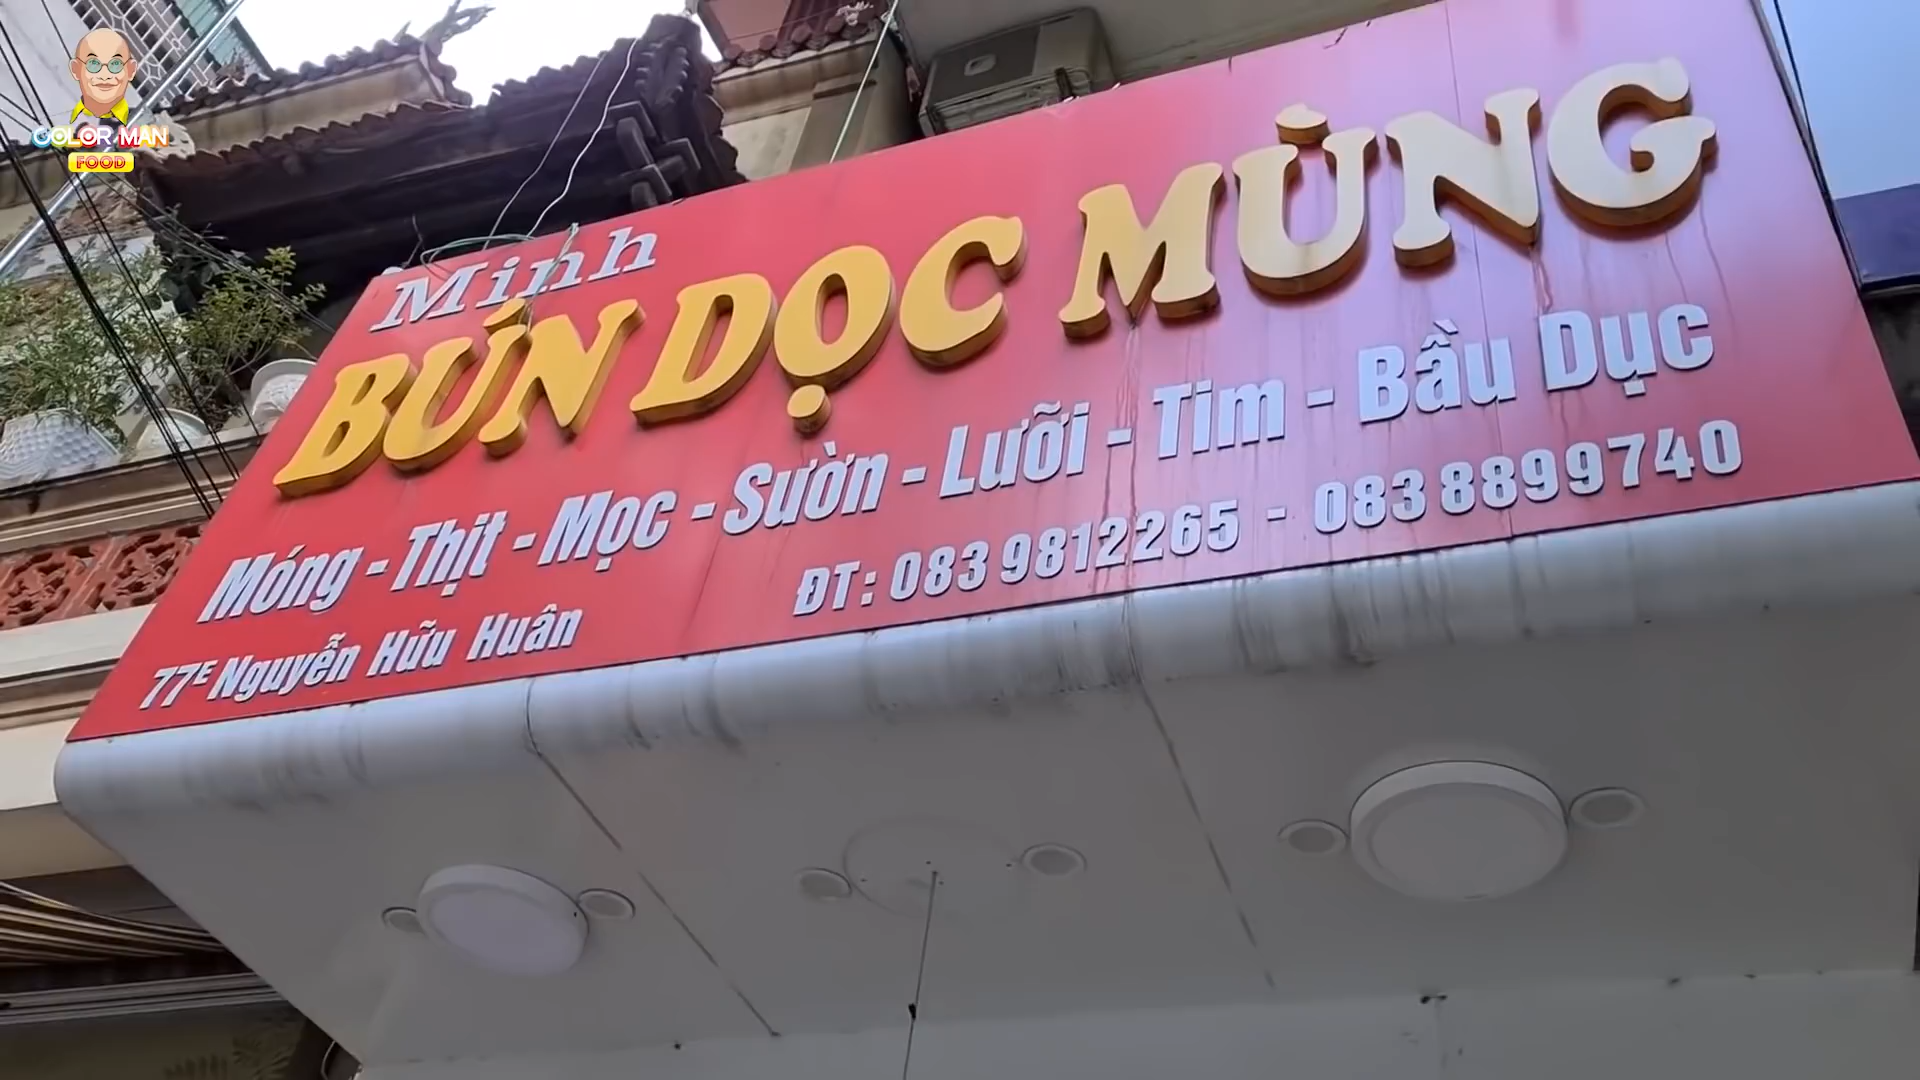 COLOR MAN
FOOD
Minh
BÚN DỌC MÙNG
Móng - Thịt - Mọc - Sườn - Lưỡi - Tim - Bầu Dục
ĐT: 083 9812265 - 083 8899740
77E Nguyễn Hữu Huân